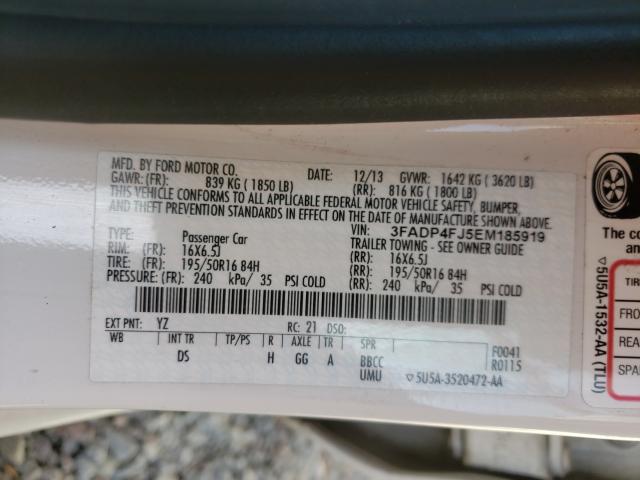 MFD. BY FORD MOTOR CO.
DATE: 12/13 GVWR: 1642 KG ( 3620 LB)
GAWR: (FR): 839 KG ( 1850 LB) (RR): 816 KG ( 1800 LB)
THIS VEHICLE CONFORMS TO ALL APPLICABLE FEDERAL MOTOR VEHICLE SAFETY, BUMPER,
AND THEFT PREVENTION STANDARDS IN EFFECT ON THE DATE OF MANUFACTURE SHOWN ABOVE.
VIN: 3FADP4FJ5EM185919
TYPE: Passenger Car TRAILER TOWING - SEE OWNER GUIDE
RIM: (FR): 16X6.5J (RR): 16X6.5J
TIRE: (FR): 195/50R16 84H (RR): 195/50R16 84H
PRESSURE: (FR): 240 kPa/ 35 PSI COLD (RR): 240 kPa/ 35 PSI COLD
EXT PNT: YZ RC: 21 DSO:
WB INT TR TP/PS R AXLE TR SPR F0041
DS H GG A BBCC R0115
UMU ▽5U5A-3520472-AA
The co
an
▽5U5A-1532-AA (TLU)
TIR
FRO
REA
SPA